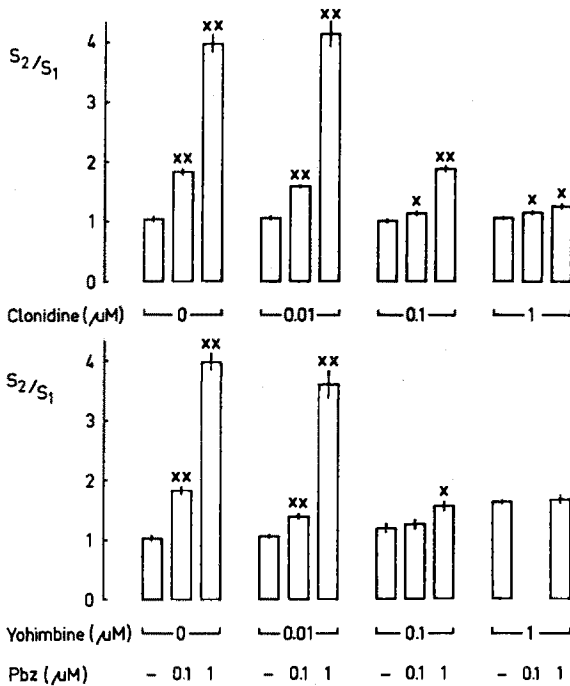 xx
xx
4
S2/S1
3
xx
xx
xx
2
x
x
x
1
0
Clonidine (μM) 0 0.01 0.1 1
xx
xx
4
S2/S1
3
xx
xx
2
x
1
0
Yohimbine (μM) 0 0.01 0.1 1
Pbz (μM) – 0.1 1 – 0.1 1 – 0.1 1 – 0.1 1